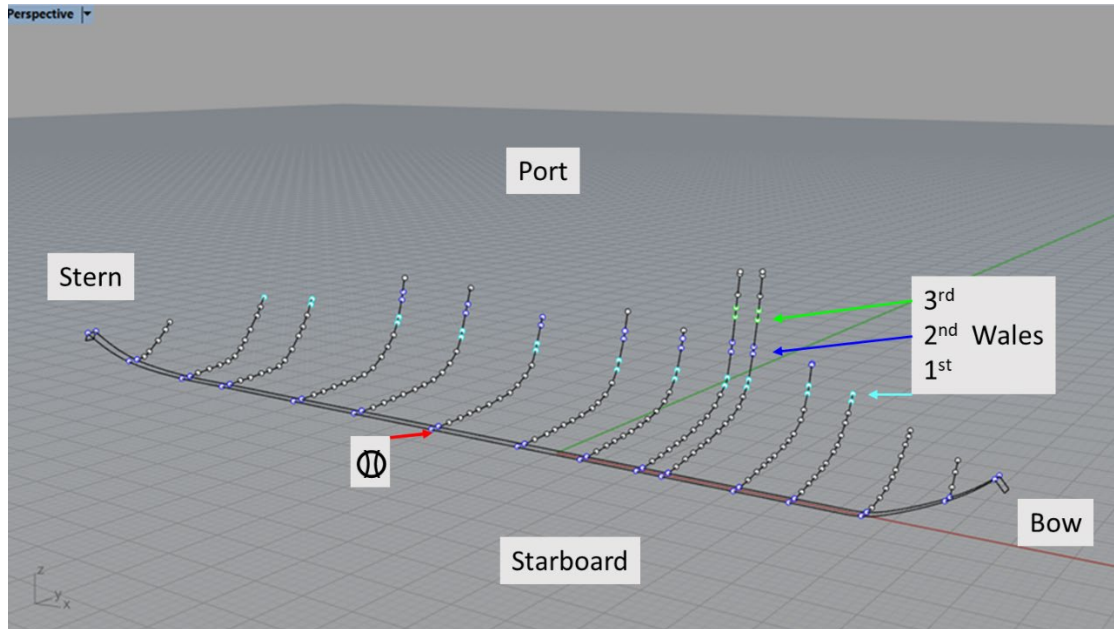 Perspective
Port
Stern
3rd
2nd Wales
1st
Starboard
Bow
z
y
x